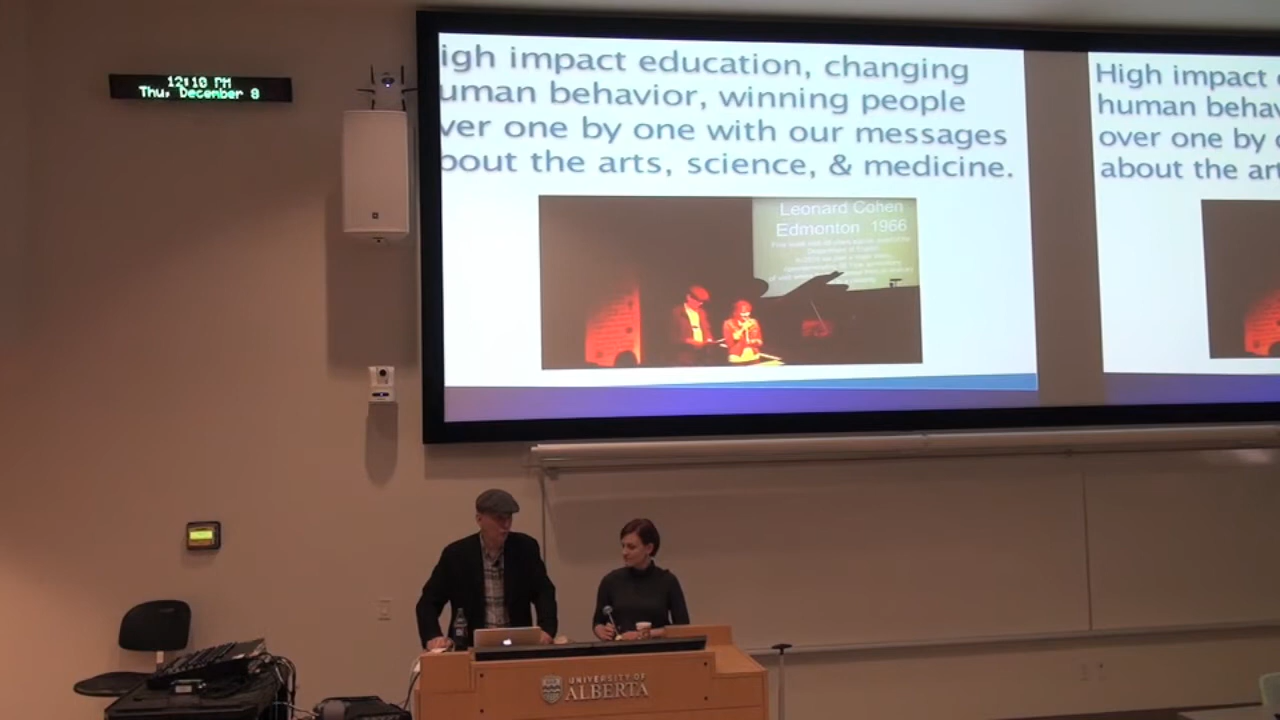 12:10 PM
Thu, December 8
igh impact education, changing
uman behavior, winning people
ver one by one with our messages
bout the arts, science, & medicine.
Leonard Cohen
Edmonton 1966
High impact
human behav
over one by
about the art
UNIVERSITY OF
ALBERTA